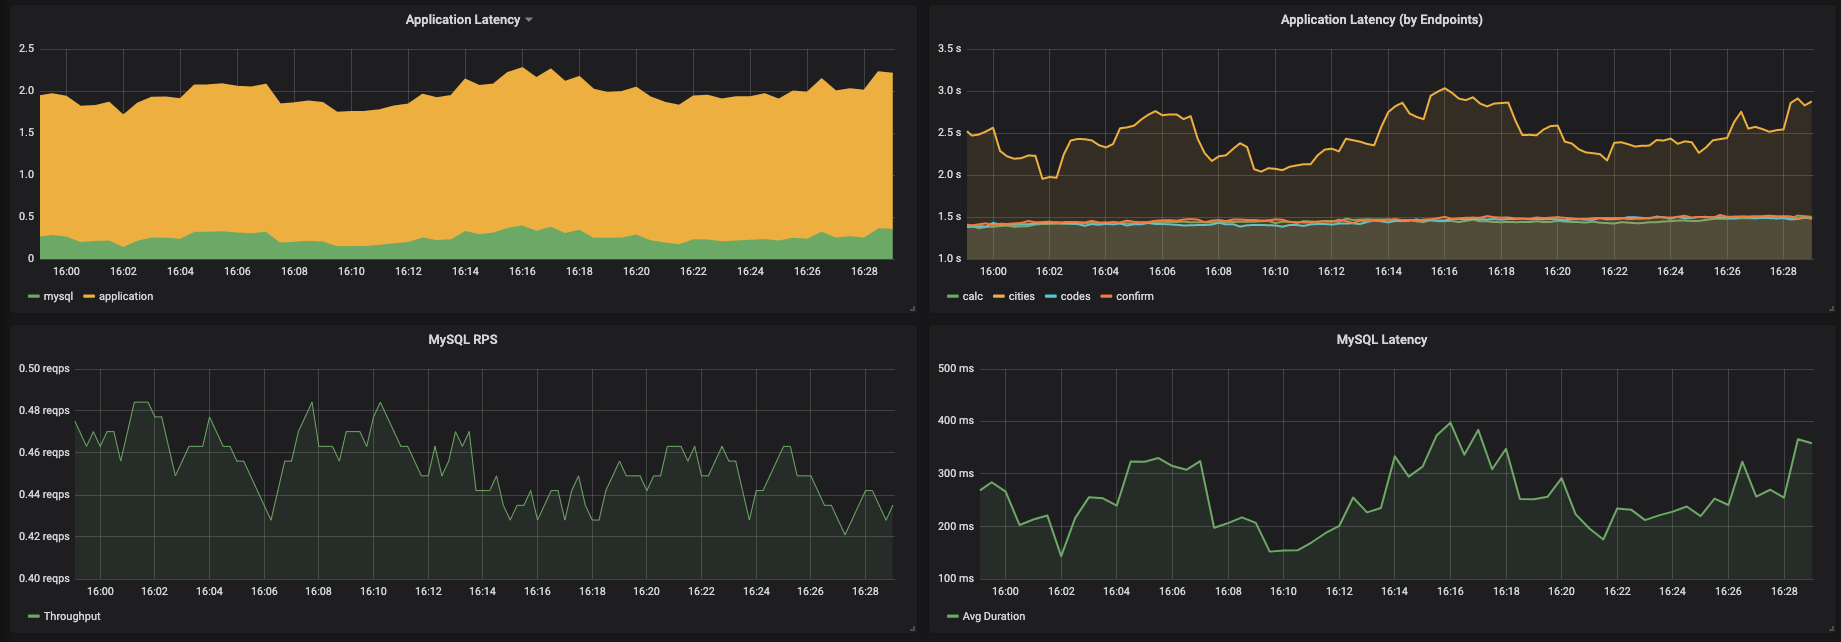 Application Latency
2.5
2.0
1.5
1.0
0.5
0
16:00 16:02 16:04 16:06 16:08 16:10 16:12 16:14 16:16 16:18 16:20 16:22 16:24 16:26 16:28
mysql application
Application Latency (by Endpoints)
3.5 s
3.0 s
2.5 s
2.0 s
1.5 s
1.0 s
16:00 16:02 16:04 16:06 16:08 16:10 16:12 16:14 16:16 16:18 16:20 16:22 16:24 16:26 16:28
calc cities codes confirm
MySQL RPS
0.50 reqps
0.48 reqps
0.46 reqps
0.44 reqps
0.42 reqps
0.40 reqps
16:00 16:02 16:04 16:06 16:08 16:10 16:12 16:14 16:16 16:18 16:20 16:22 16:24 16:26 16:28
Throughput
MySQL Latency
500 ms
400 ms
300 ms
200 ms
100 ms
16:00 16:02 16:04 16:06 16:08 16:10 16:12 16:14 16:16 16:18 16:20 16:22 16:24 16:26 16:28
Avg Duration